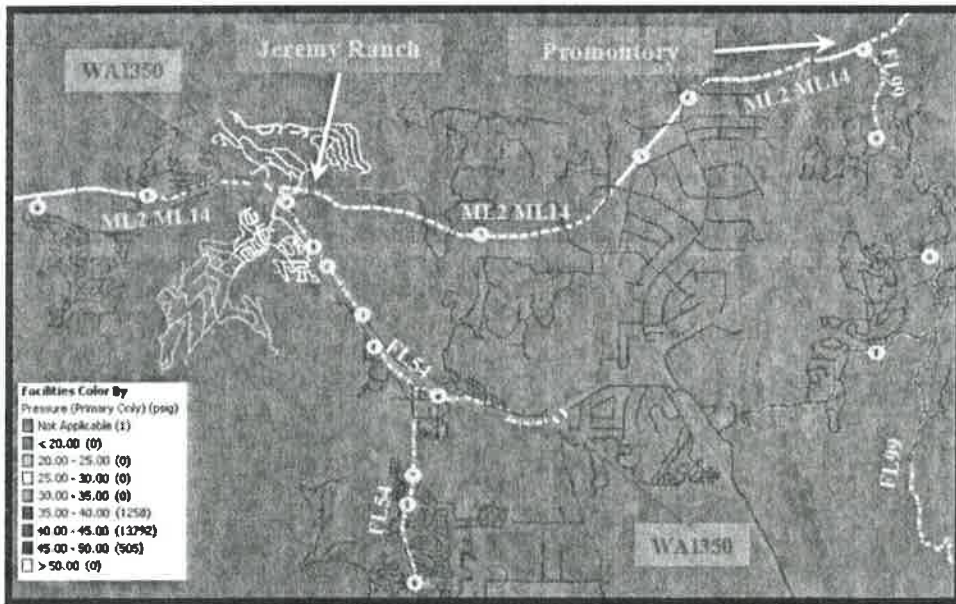 Jeremy Ranch
Promontory
WA1350
FL99
ML2 ML14
ML2 ML14
ML2 ML14
FL54
FL54
FL99
WA1350
Facilities Color By
Pressure (Primary Only) (psig)
Not Applicable (1)
< 20.00 (0)
20.00 - 25.00 (0)
25.00 - 30.00 (0)
30.00 - 35.00 (0)
35.00 - 40.00 (1258)
40.00 - 45.00 (13792)
45.00 - 50.00 (505)
> 50.00 (0)